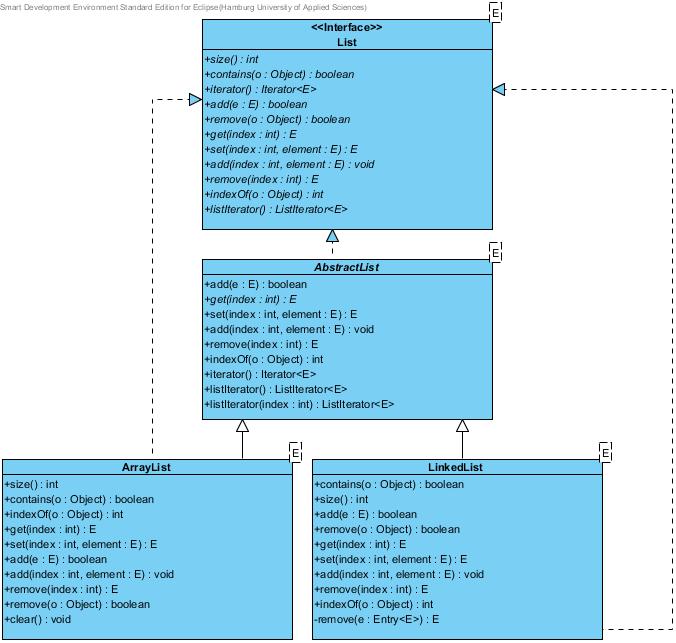 Smart Development Environment Standard Edition for Eclipse(Hamburg University of Applied Sciences)
E
<<Interface>>
List
+size() : int
+contains(o : Object) : boolean
+iterator() : Iterator<E>
+add(e : E) : boolean
+remove(o : Object) : boolean
+get(index : int) : E
+set(index : int, element : E) : E
+add(index : int, element : E) : void
+remove(index : int) : E
+indexOf(o : Object) : int
+listIterator() : ListIterator<E>
E
AbstractList
+add(e : E) : boolean
+get(index : int) : E
+set(index : int, element : E) : E
+add(index : int, element : E) : void
+remove(index : int) : E
+indexOf(o : Object) : int
+iterator() : Iterator<E>
+listIterator() : ListIterator<E>
+listIterator(index : int) : ListIterator<E>
E
ArrayList
+size() : int
+contains(o : Object) : boolean
+indexOf(o : Object) : int
+get(index : int) : E
+set(index : int, element : E) : E
+add(e : E) : boolean
+add(index : int, element : E) : void
+remove(index : int) : E
+remove(o : Object) : boolean
+clear() : void
E
LinkedList
+contains(o : Object) : boolean
+size() : int
+add(e : E) : boolean
+remove(o : Object) : boolean
+get(index : int) : E
+set(index : int, element : E) : E
+add(index : int, element : E) : void
+remove(index : int) : E
+indexOf(o : Object) : int
-remove(e : Entry<E>) : E